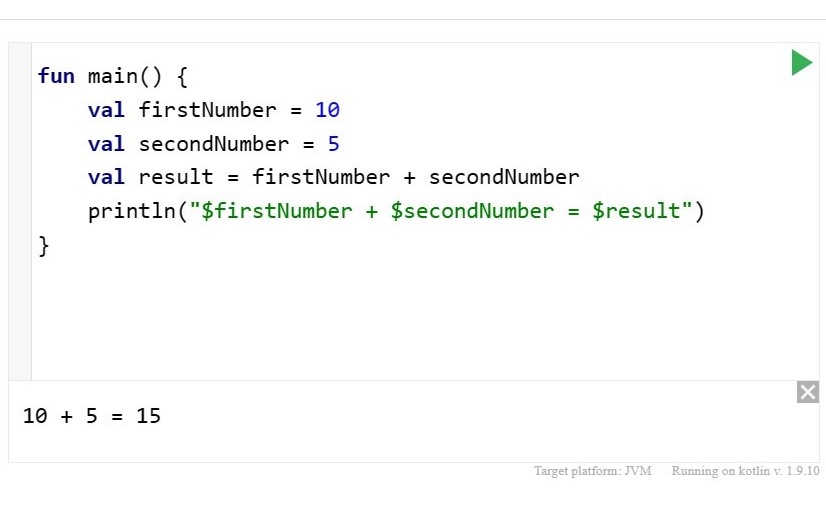 fun main() {
    val firstNumber = 10
    val secondNumber = 5
    val result = firstNumber + secondNumber
    println("$firstNumber + $secondNumber = $result")
}
10 + 5 = 15
Target platform: JVM Running on kotlin v. 1.9.10